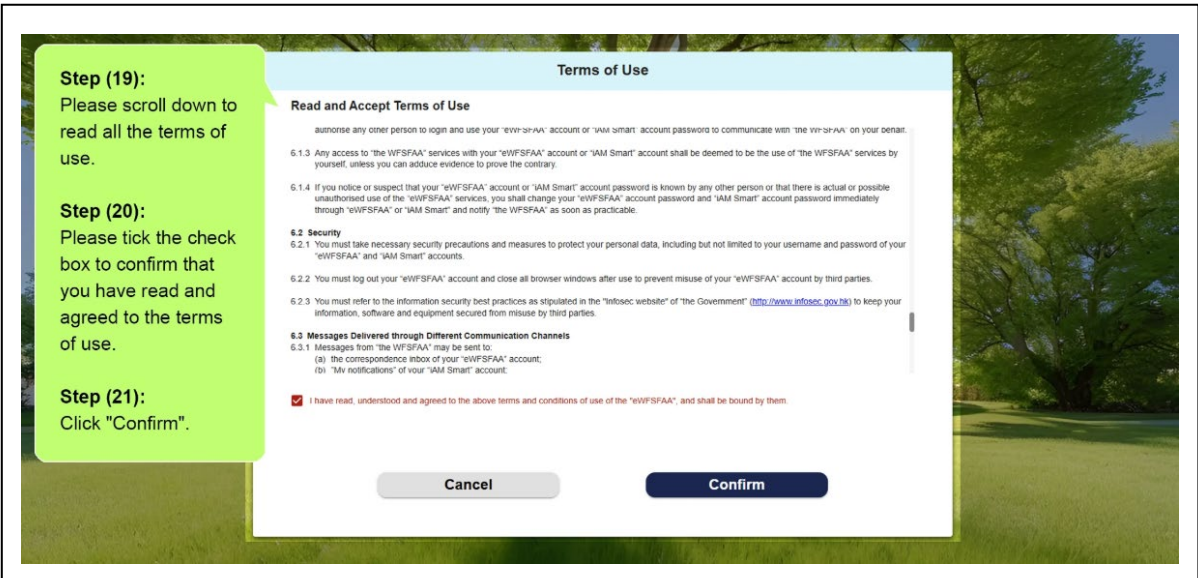 Step (19):
Please scroll down to
read all the terms of
use.
Step (20):
Please tick the check
box to confirm that
you have read and
agreed to the terms
of use.
Step (21):
Click "Confirm".
Terms of Use
Read and Accept Terms of Use
authorise any other person to login and use your "eWFSFAA" account or "iAM Smart" account password to communicate with "the WFSFAA" on your behalf.
6.1.3 Any access to "the WFSFAA" services with your "eWFSFAA" account or "iAM Smart" account shall be deemed to be the use of "the WFSFAA" services by
yourself, unless you can adduce evidence to prove the contrary.
6.1.4 If you notice or suspect that your "eWFSFAA" account or "iAM Smart" account password is known by any other person or that there is actual or possible
unauthorised use of the "eWFSFAA" services, you shall change your "eWFSFAA" account password and "iAM Smart" account password immediately
through "eWFSFAA" or "iAM Smart" and notify "the WFSFAA" as soon as practicable.
6.2 Security
6.2.1 You must take necessary security precautions and measures to protect your personal data, including but not limited to your username and password of your
"eWFSFAA" and "iAM Smart" accounts.
6.2.2 You must log out your "eWFSFAA" account and close all browser windows after use to prevent misuse of your "eWFSFAA" account by third parties.
6.2.3 You must refer to the information security best practices as stipulated in the "Infosec website" of "the Government" (http://www.infosec.gov.hk) to keep your
information, software and equipment secured from misuse by third parties.
6.3 Messages Delivered through Different Communication Channels
6.3.1 Messages from "the WFSFAA" may be sent to:
(a) the correspondence inbox of your "eWFSFAA" account;
(b) "My notifications" of your "iAM Smart" account;
I have read, understood and agreed to the above terms and conditions of use of the "eWFSFAA", and shall be bound by them.
Cancel
Confirm